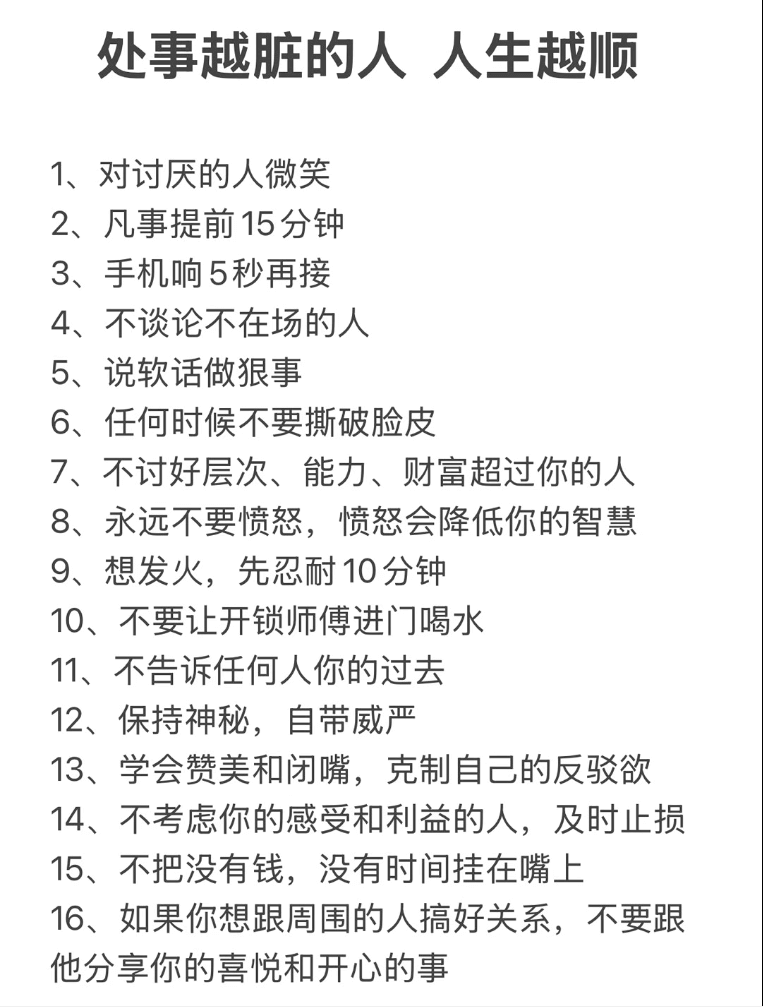 处事越脏的人 人生越顺
1、对讨厌的人微笑
2、凡事提前15分钟
3、手机响5秒再接
4、不谈论不在场的人
5、说软话做狠事
6、任何时候不要撕破脸皮
7、不讨好层次、能力、财富超过你的人
8、永远不要愤怒，愤怒会降低你的智慧
9、想发火，先忍耐10分钟
10、不要让开锁师傅进门喝水
11、不告诉任何人你的过去
12、保持神秘，自带威严
13、学会赞美和闭嘴，克制自己的反驳欲
14、不考虑你的感受和利益的人，及时止损
15、不把没有钱，没有时间挂在嘴上
16、如果你想跟周围的人搞好关系，不要跟
他分享你的喜悦和开心的事